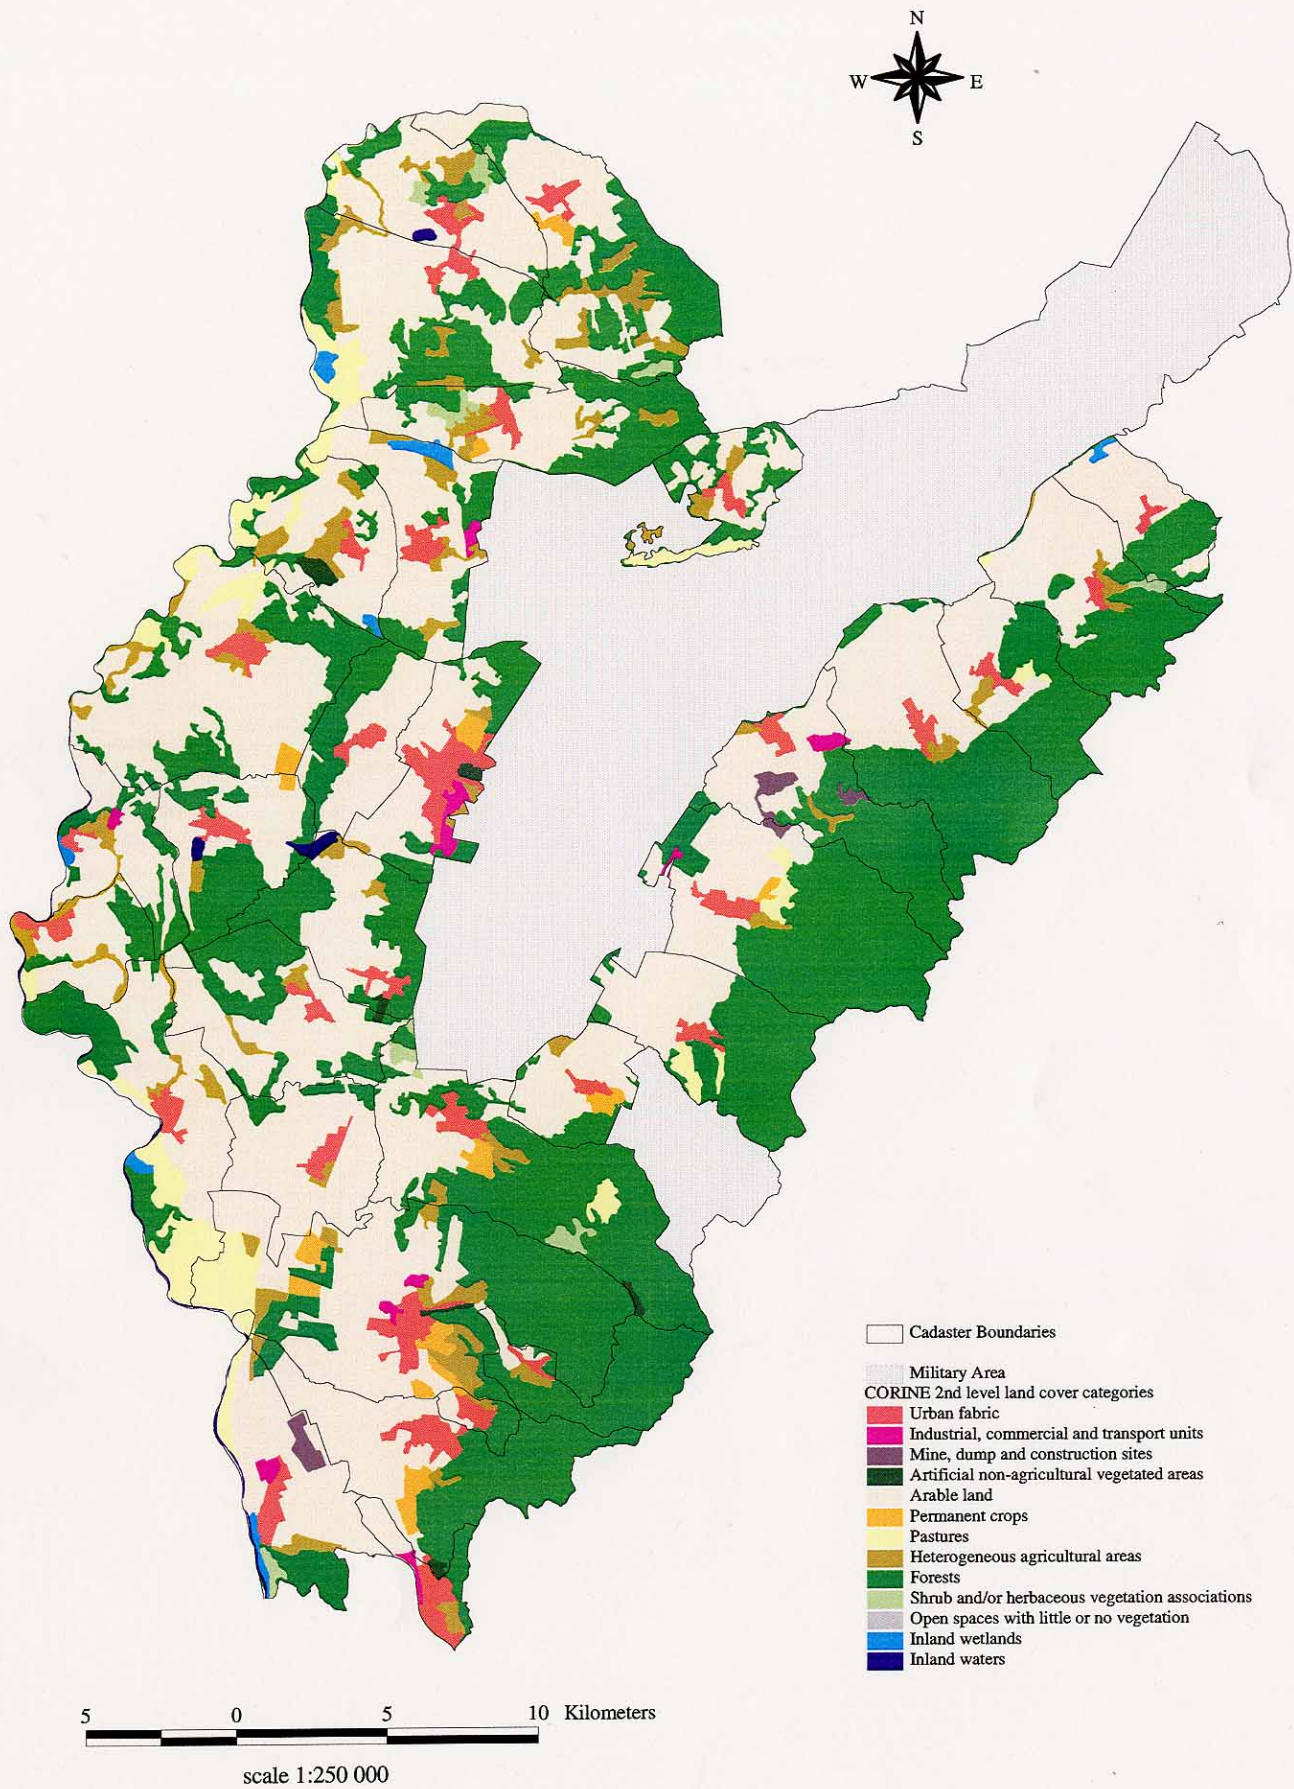 N
W E
S
Cadaster Boundaries
Military Area
CORINE 2nd level land cover categories
Urban fabric
Industrial, commercial and transport units
Mine, dump and construction sites
Artificial non-agricultural vegetated areas
Arable land
Permanent crops
Pastures
Heterogeneous agricultural areas
Forests
Shrub and/or herbaceous vegetation associations
Open spaces with little or no vegetation
Inland wetlands
Inland waters
5 0 5 10 Kilometers
scale 1:250 000